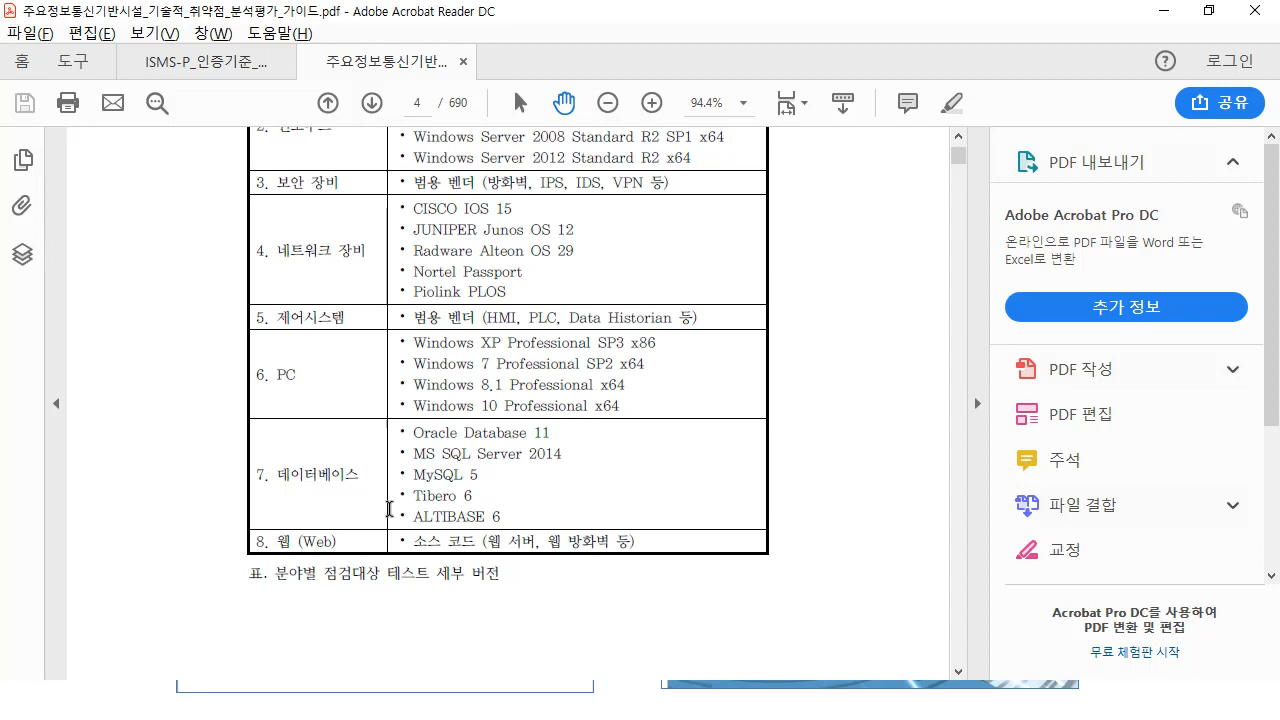 주요정보통신기반시설_기술적_취약점_분석평가_가이드.pdf - Adobe Acrobat Reader DC
파일(F) 편집(E) 보기(V) 창(W) 도움말(H)
홈 도구 ISMS-P_인증기준_... 주요정보통신기반... × 로그인
4 / 690 94.4% 공유
• Windows Server 2008 Standard R2 SP1 x64
• Windows Server 2012 Standard R2 x64
3. 보안 장비 • 범용 벤더 (방화벽, IPS, IDS, VPN 등)
4. 네트워크 장비
• CISCO IOS 15
• JUNIPER Junos OS 12
• Radware Alteon OS 29
• Nortel Passport
• Piolink PLOS
5. 제어시스템 • 범용 벤더 (HMI, PLC, Data Historian 등)
6. PC
• Windows XP Professional SP3 x86
• Windows 7 Professional SP2 x64
• Windows 8.1 Professional x64
• Windows 10 Professional x64
7. 데이터베이스
• Oracle Database 11
• MS SQL Server 2014
• MySQL 5
• Tibero 6
• ALTIBASE 6
8. 웹 (Web) • 소스 코드 (웹 서버, 웹 방화벽 등)
표. 분야별 점검대상 테스트 세부 버전
PDF 내보내기
Adobe Acrobat Pro DC
온라인으로 PDF 파일을 Word 또는
Excel로 변환
추가 정보
PDF 작성
PDF 편집
주석
파일 결합
교정
Acrobat Pro DC를 사용하여
PDF 변환 및 편집
무료 체험판 시작